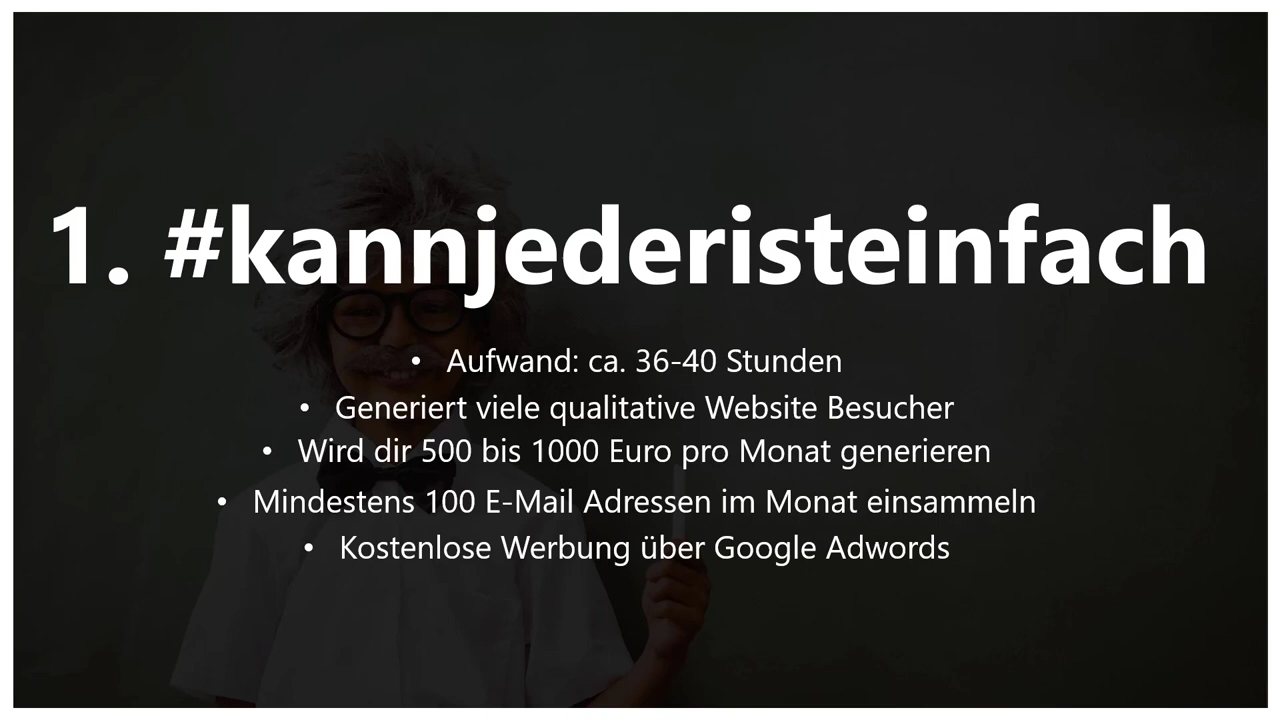 1. #kannjederisteinfach
• Aufwand: ca. 36-40 Stunden
• Generiert viele qualitative Website Besucher
• Wird dir 500 bis 1000 Euro pro Monat generieren
• Mindestens 100 E-Mail Adressen im Monat einsammeln
• Kostenlose Werbung über Google Adwords